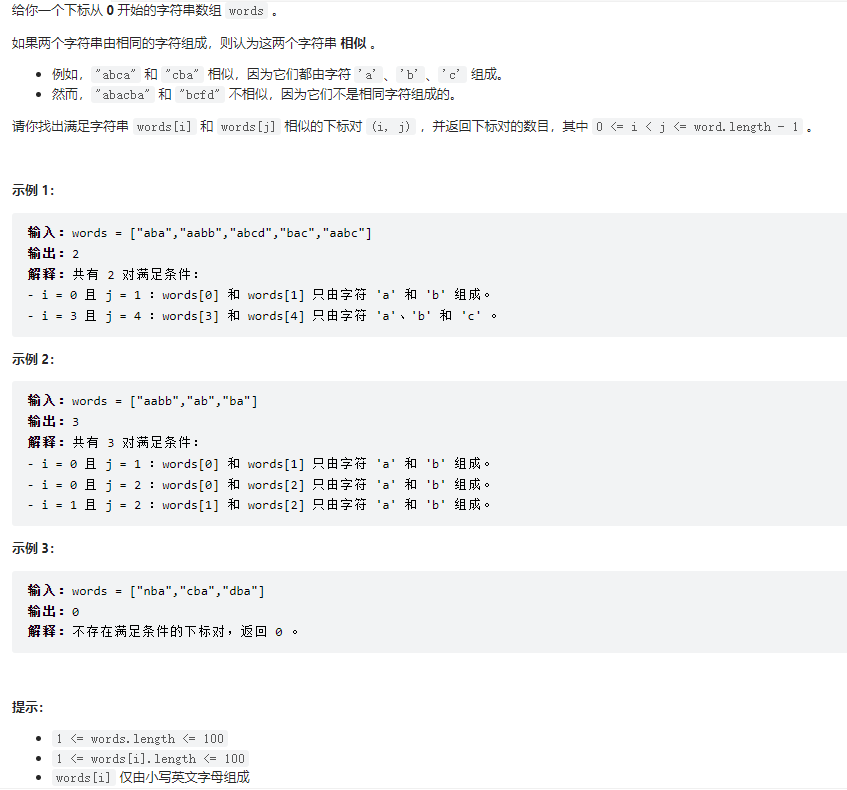 给你一个下标从 0 开始的字符串数组 words 。
如果两个字符串由相同的字符组成，则认为这两个字符串 相似 。
• 例如，"abca" 和 "cba" 相似，因为它们都由字符 'a'、'b'、'c' 组成。
• 然而，"abacba" 和 "bcfd" 不相似，因为它们不是相同字符组成的。
请你找出满足字符串 words[i] 和 words[j] 相似的下标对 (i, j) ，并返回下标对的数目，其中 0 <= i < j <= word.length - 1 。
示例 1：
输入：words = ["aba","aabb","abcd","bac","aabc"]
输出：2
解释：共有 2 对满足条件：
- i = 0 且 j = 1 ：words[0] 和 words[1] 只由字符 'a' 和 'b' 组成。
- i = 3 且 j = 4 ：words[3] 和 words[4] 只由字符 'a'、'b' 和 'c' 。
示例 2：
输入：words = ["aabb","ab","ba"]
输出：3
解释：共有 3 对满足条件：
- i = 0 且 j = 1 ：words[0] 和 words[1] 只由字符 'a' 和 'b' 组成。
- i = 0 且 j = 2 ：words[0] 和 words[2] 只由字符 'a' 和 'b' 组成。
- i = 1 且 j = 2 ：words[1] 和 words[2] 只由字符 'a' 和 'b' 组成。
示例 3：
输入：words = ["nba","cba","dba"]
输出：0
解释：不存在满足条件的下标对，返回 0 。
提示：
• 1 <= words.length <= 100
• 1 <= words[i].length <= 100
• words[i] 仅由小写英文字母组成